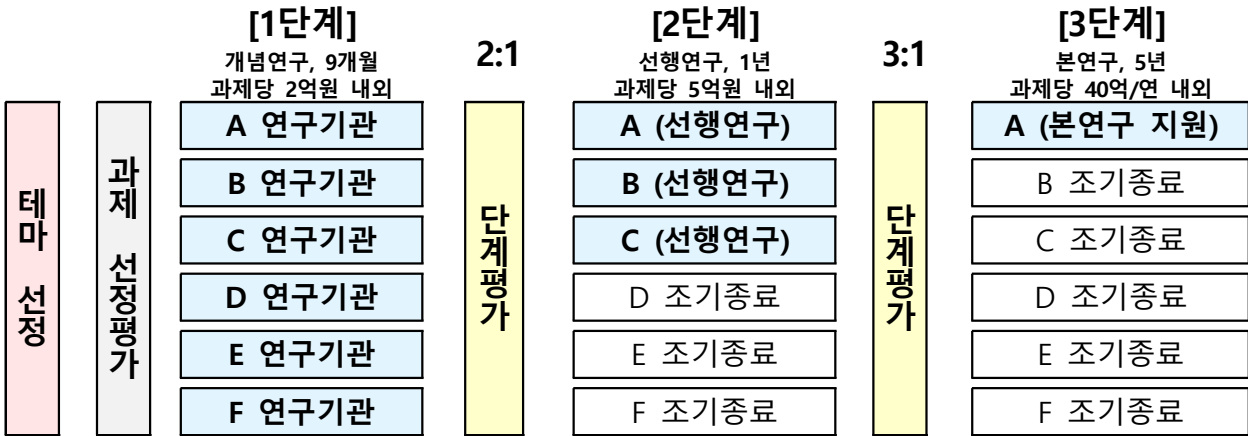 [1단계]
개념연구, 9개월
과제당 2억원 내외
2:1
[2단계]
선행연구, 1년
과제당 5억원 내외
3:1
[3단계]
본연구, 5년
과제당 40억/연 내외
테마 선정
과제 선정평가
A 연구기관
B 연구기관
C 연구기관
D 연구기관
E 연구기관
F 연구기관
단계평가
A (선행연구)
B (선행연구)
C (선행연구)
D 조기종료
E 조기종료
F 조기종료
단계평가
A (본연구 지원)
B 조기종료
C 조기종료
D 조기종료
E 조기종료
F 조기종료